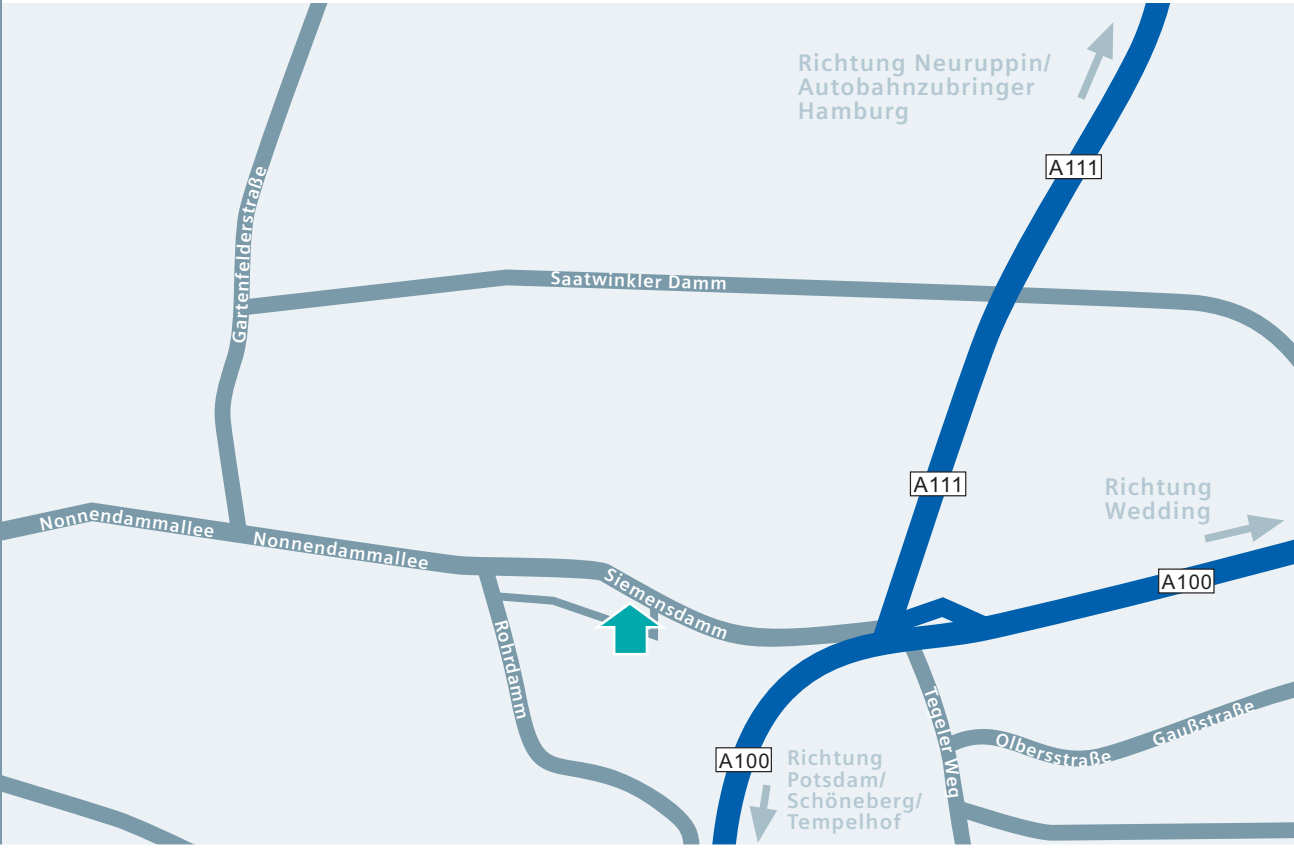 Richtung Neuruppin/
Autobahnzubringer
Hamburg
A111
Gartenfelderstraße
Saatwinkler Damm
A111
Richtung
Wedding
Nonnendammallee
Nonnendammallee
Siemensdamm
A100
Rohrdamm
Tegeler Weg
Olbersstraße
Gaußstraße
A100
Richtung
Potsdam/
Schöneberg/
Tempelhof